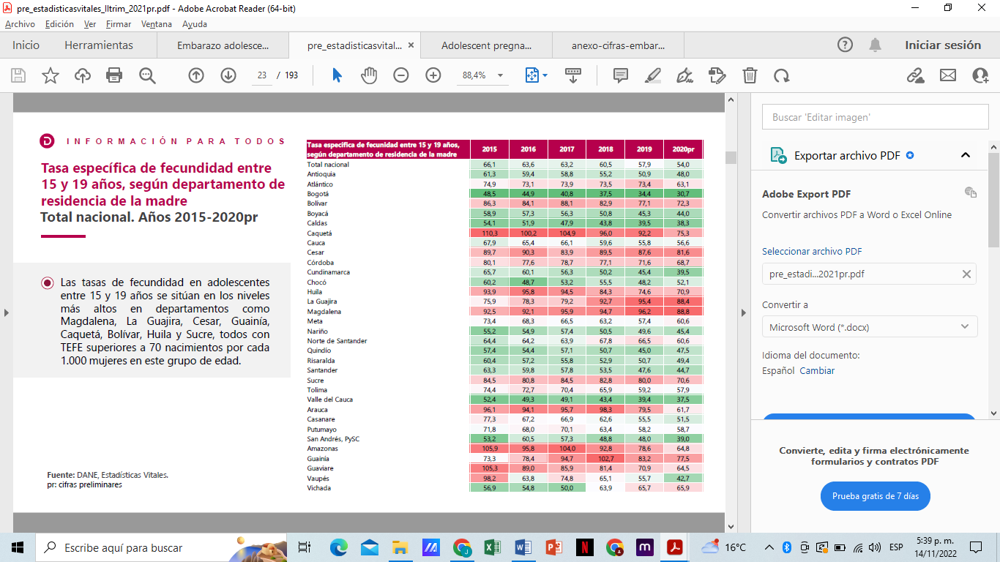 pre_estadisticasvitales_IItrim_2021pr.pdf - Adobe Acrobat Reader (64-bit)
Archivo Edición Ver Firmar Ventana Ayuda
Inicio Herramientas Embarazo adolesce... pre_estadisticasvital... × Adolescent pregna... anexo-cifras-embar... Iniciar sesión
23 / 193 88,4%
INFORMACIÓN PARA TODOS
Tasa específica de fecundidad entre
15 y 19 años, según departamento de
residencia de la madre
Total nacional. Años 2015-2020pr
Las tasas de fecundidad en adolescentes
entre 15 y 19 años se sitúan en los niveles
más altos en departamentos como
Magdalena, La Guajira, Cesar, Guainía,
Caquetá, Bolívar, Huila y Sucre, todos con
TEFE superiores a 70 nacimientos por cada
1.000 mujeres en este grupo de edad.
Fuente: DANE, Estadísticas Vitales.
pr: cifras preliminares
Tasa específica de fecunidad entre 15 y 19 años,
según departamento de residencia de la madre 2015 2016 2017 2018 2019 2020pr
Total nacional 66,1 63,6 63,2 60,5 57,9 54,0
Antioquia 61,3 59,4 58,8 55,2 50,9 48,0
Atlántico 74,9 73,1 73,9 73,5 73,4 63,1
Bogotá 48,5 44,9 40,8 37,5 34,4 30,7
Bolívar 86,3 84,1 88,1 82,9 77,1 72,3
Boyacá 58,9 57,3 56,3 50,8 45,3 44,0
Caldas 54,1 51,9 47,9 43,8 39,5 38,3
Caquetá 110,3 100,2 104,9 96,0 92,2 75,3
Cauca 67,9 65,4 66,1 59,6 55,8 56,6
Cesar 89,7 90,3 83,9 89,5 87,6 81,6
Córdoba 80,1 77,6 78,7 77,1 71,6 68,7
Cundinamarca 65,7 60,1 56,3 50,2 45,4 39,5
Chocó 60,2 48,7 53,2 55,5 48,2 52,1
Huila 93,9 95,8 94,5 84,3 74,6 70,9
La Guajira 75,9 78,3 79,2 92,7 95,4 88,4
Magdalena 92,5 92,1 95,9 94,7 96,2 88,8
Meta 73,4 68,3 66,5 63,2 57,4 60,6
Nariño 55,2 54,9 57,4 50,5 49,6 45,4
Norte de Santander 64,4 64,2 63,9 67,8 66,5 60,6
Quindío 57,4 54,4 57,1 50,7 45,0 47,5
Risaralda 60,4 57,2 55,8 52,9 50,7 49,4
Santander 63,3 59,8 57,8 53,5 47,6 44,7
Sucre 84,5 80,8 84,5 82,8 80,0 70,6
Tolima 74,4 72,7 70,4 65,9 59,2 57,9
Valle del Cauca 52,4 49,3 49,1 43,4 39,4 37,5
Arauca 96,1 94,1 95,7 98,3 79,5 61,7
Casanare 77,3 67,2 66,9 62,6 55,5 51,5
Putumayo 71,8 68,0 70,1 63,4 58,2 58,7
San Andrés, PySC 53,2 60,5 57,3 48,8 48,0 39,0
Amazonas 105,9 95,8 104,0 92,8 78,6 64,8
Guainía 73,3 78,4 94,7 102,7 83,2 77,5
Guaviare 105,3 89,0 85,9 81,4 70,9 64,5
Vaupés 98,2 63,8 74,8 65,1 55,7 42,7
Vichada 56,9 54,8 50,0 63,9 65,7 65,9
Buscar 'Editar imagen'
Exportar archivo PDF
Adobe Export PDF
Convertir archivos PDF a Word o Excel Online
Seleccionar archivo PDF
pre_estadi...2021pr.pdf
Convertir a
Microsoft Word (*.docx)
Idioma del documento:
Español Cambiar
Convierte, edita y firma electrónicamente
formularios y contratos PDF
Prueba gratis de 7 días
Escribe aquí para buscar
16°C ESP 5:39 p. m.
14/11/2022